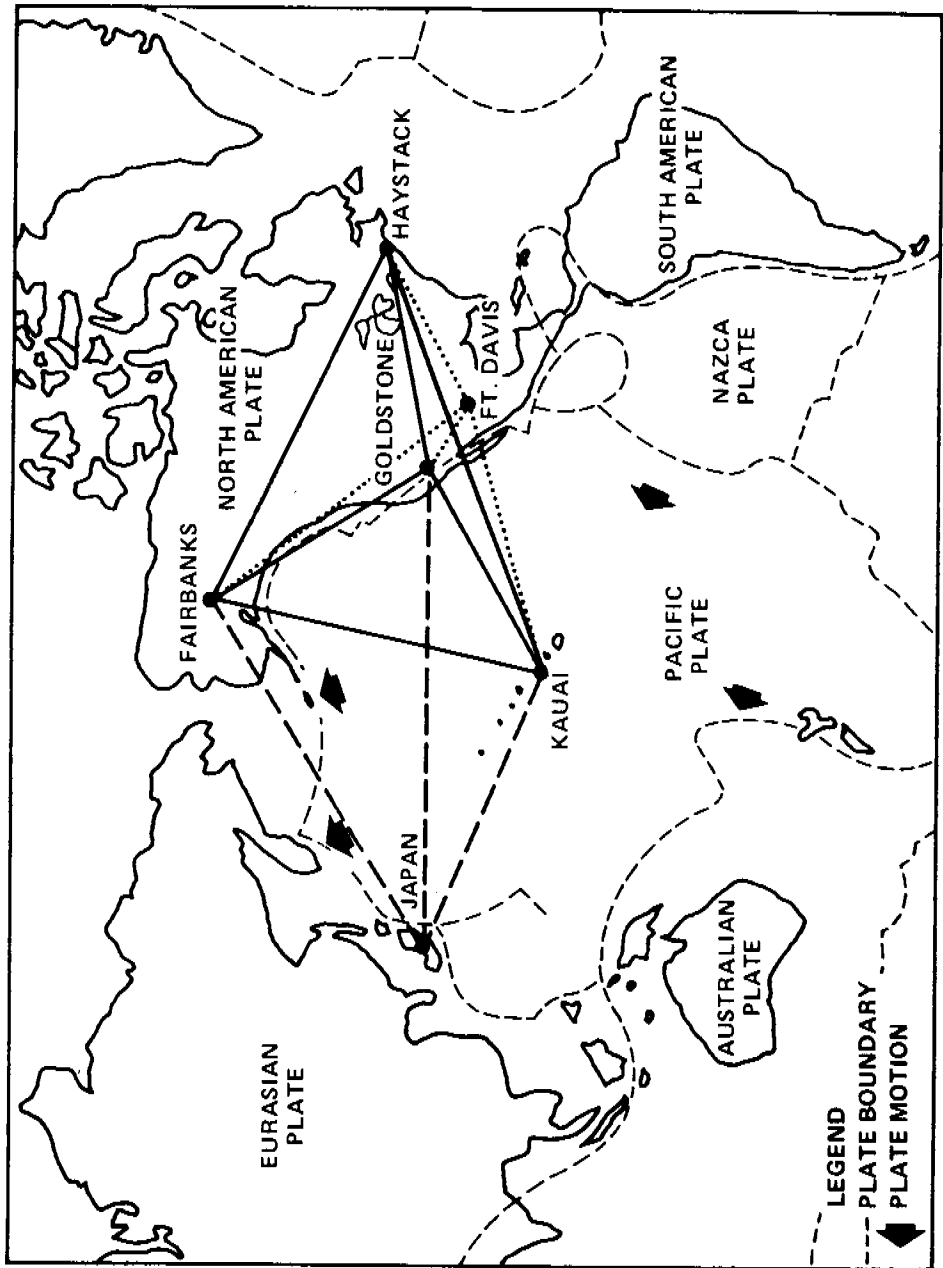 EURASIAN
PLATE
JAPAN
FAIRBANKS
NORTH AMERICAN
PLATE
GOLDSTONE
HAYSTACK
FT. DAVIS
KAUAI
PACIFIC
PLATE
NAZCA
PLATE
SOUTH AMERICAN
PLATE
AUSTRALIAN
PLATE
LEGEND
PLATE BOUNDARY
PLATE MOTION